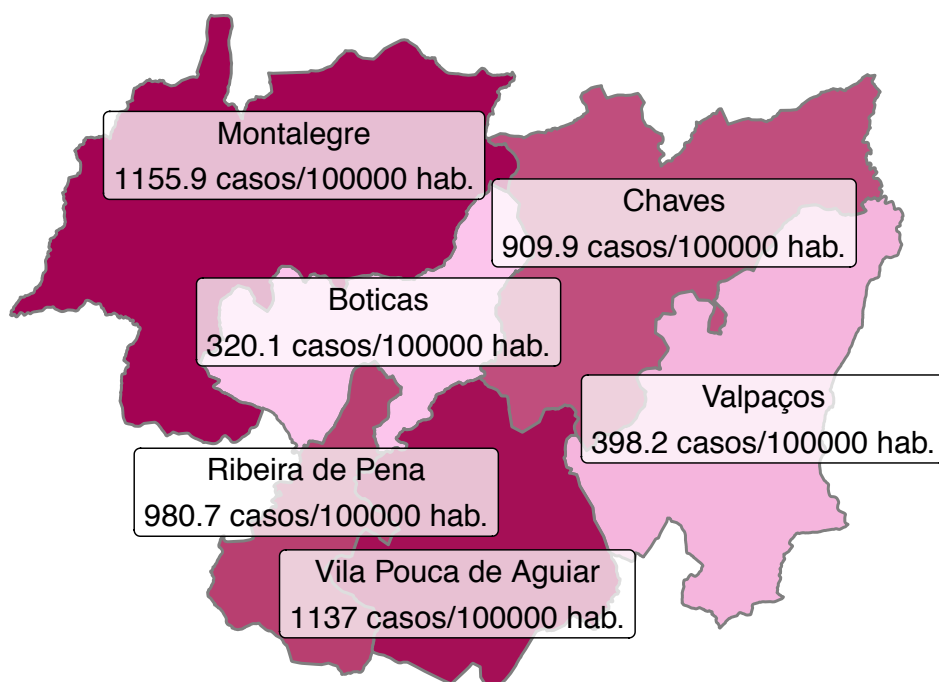 Montalegre
1155.9 casos/100000 hab.
Chaves
909.9 casos/100000 hab.
Boticas
320.1 casos/100000 hab.
Valpaços
398.2 casos/100000 hab.
Ribeira de Pena
980.7 casos/100000 hab.
Vila Pouca de Aguiar
1137 casos/100000 hab.